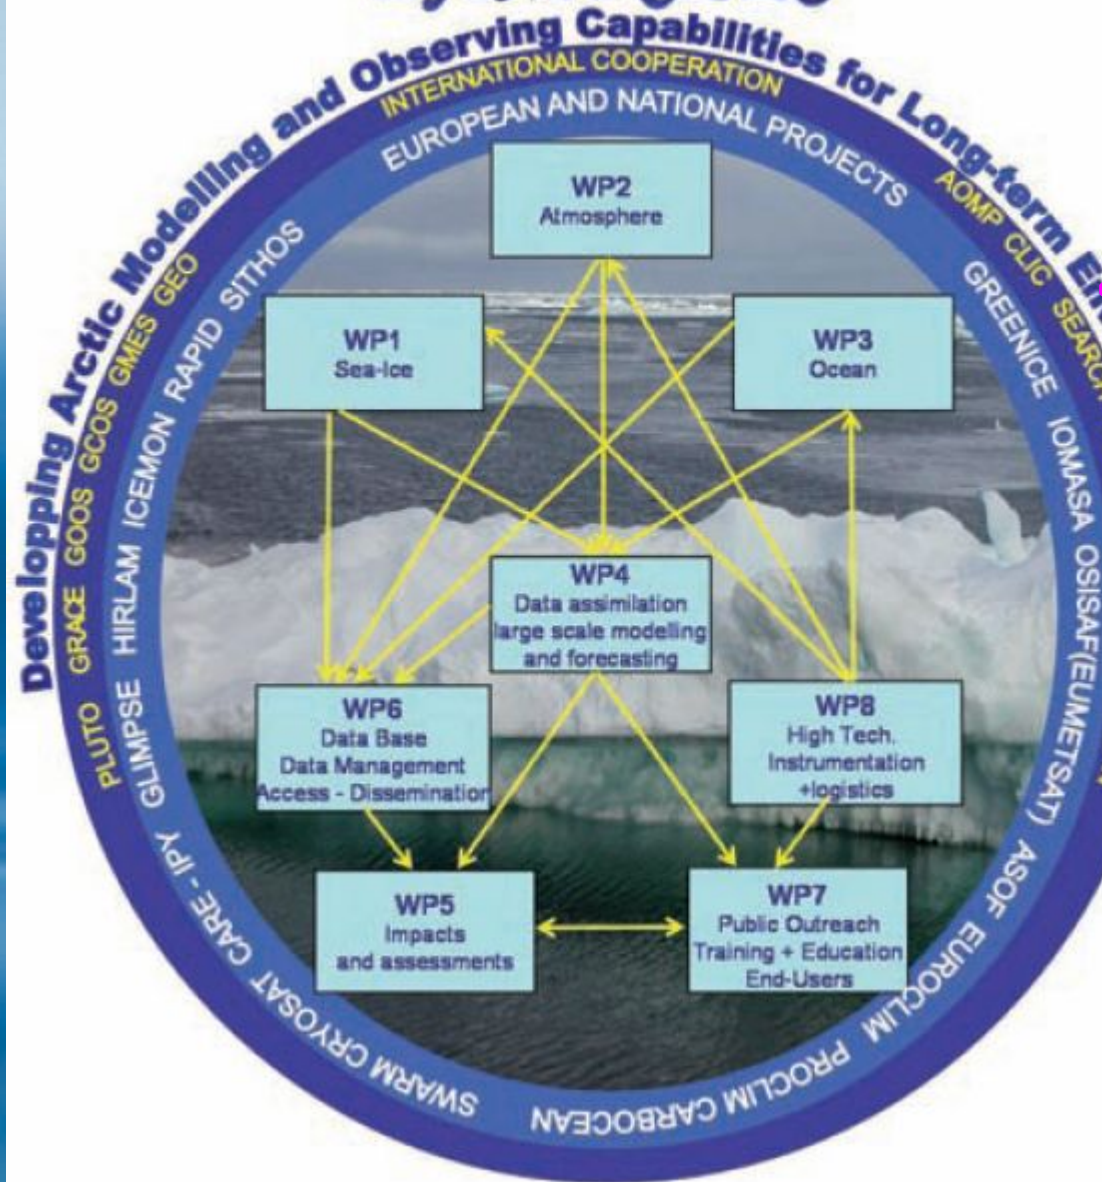 Developping Arctic Modelling and Observing Capabilities for Long-term
INTERNATIONAL COOPERATION
EUROPEAN AND NATIONAL PROJECTS
PLUTO GRACE GOOS GCOS GMES GEO
AOMP CLIC SEARCH
GLIMPSE HIRLAM ICEMON RAPID SITHOS
GREENICE IOMASA OSISAF(EUMETSAT) ASOF EUROCLIM PROCLIM CARBOCEAN
SWARM CRYOSAT CARE - IPY
WP2
Atmosphere
WP1
Sea-Ice
WP3
Ocean
WP4
Data assimilation
large scale modelling
and forecasting
WP6
Data Base
Data Management
Access - Dissemination
WP8
High Tech.
Instrumentation
+logistics
WP5
Impacts
and assessments
WP7
Public Outreach
Training + Education
End-Users